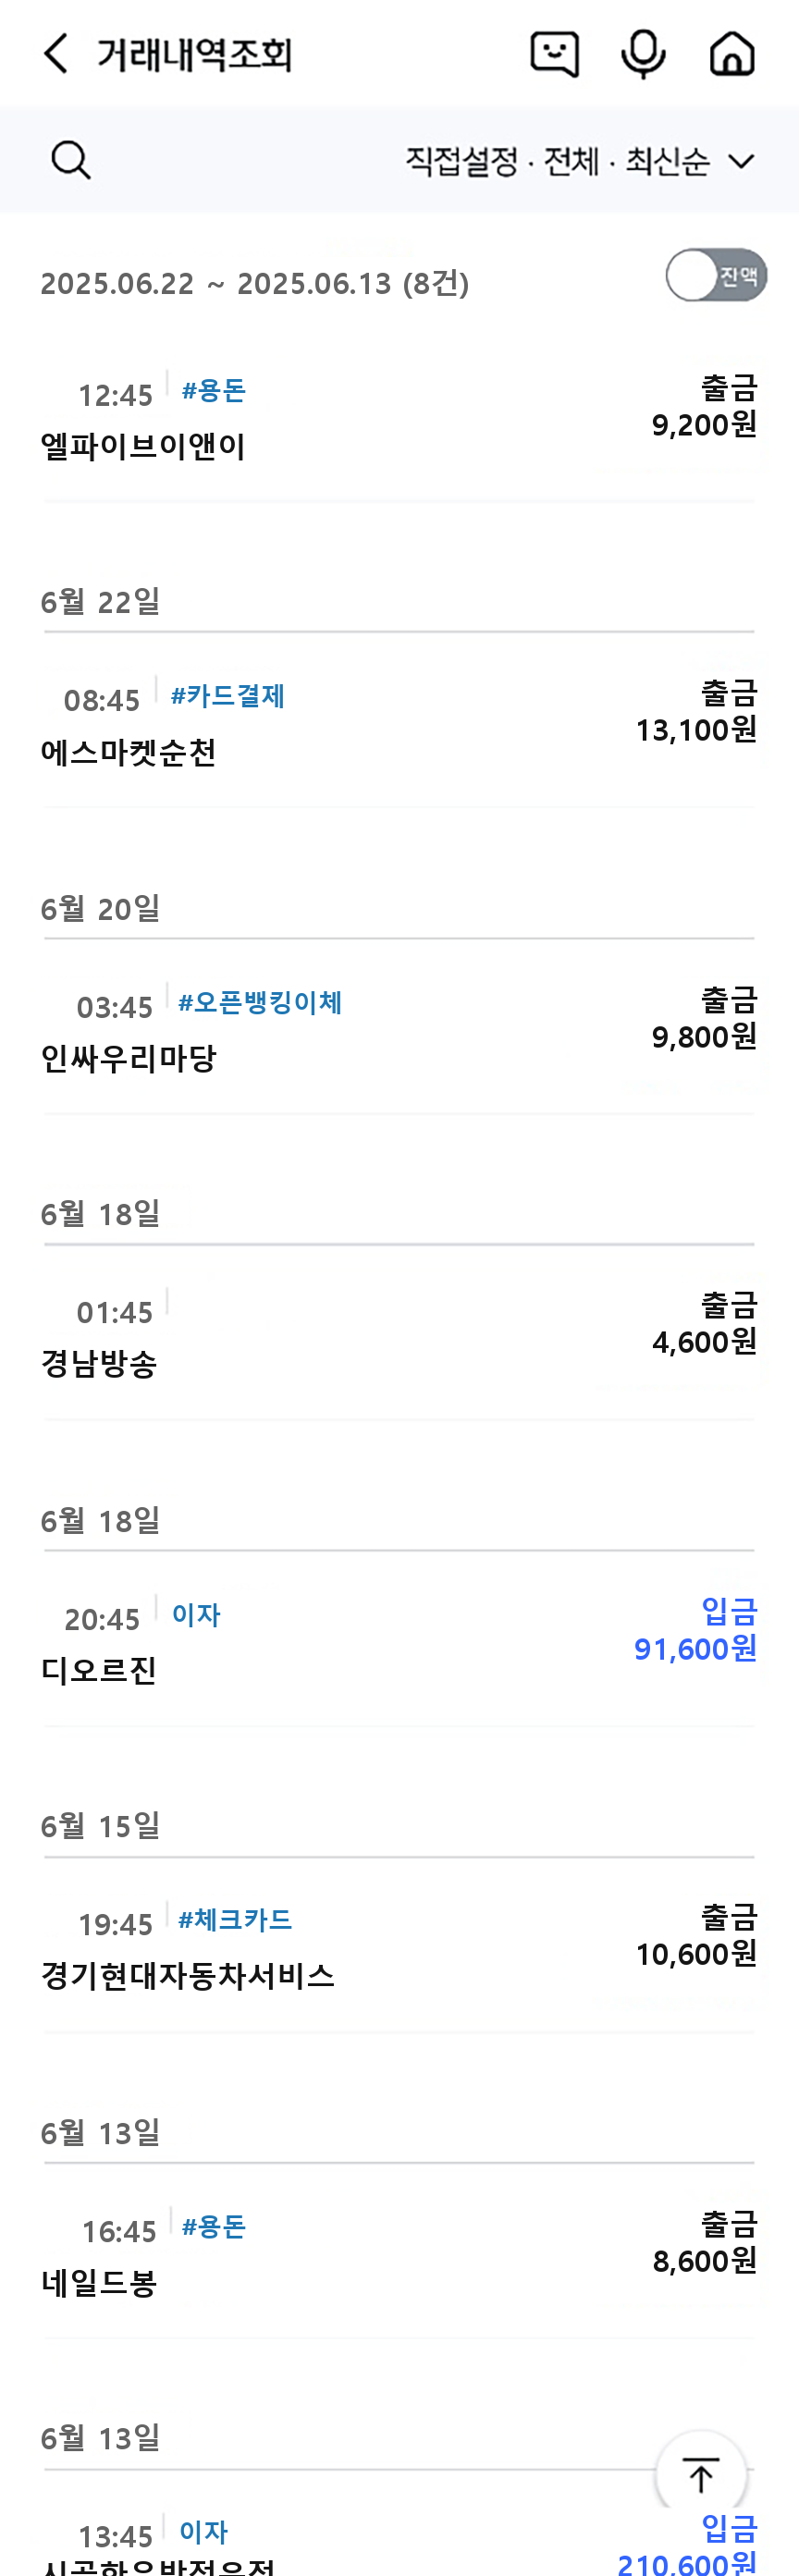 거래내역조회
직접설정 · 전체 · 최신순
2025.06.22 ~ 2025.06.13 (8건)
잔액
12:45 #용돈
출금
엘파이브이앤이
9,200원
6월 22일
08:45 #카드결제
출금
에스마켓순천
13,100원
6월 20일
03:45 #오픈뱅킹이체
출금
인싸우리마당
9,800원
6월 18일
01:45
출금
경남방송
4,600원
6월 18일
20:45 이자
입금
디오르진
91,600원
6월 15일
19:45 #체크카드
출금
경기현대자동차서비스
10,600원
6월 13일
16:45 #용돈
출금
네일드봉
8,600원
6월 13일
13:45 이자
입금
210,600원